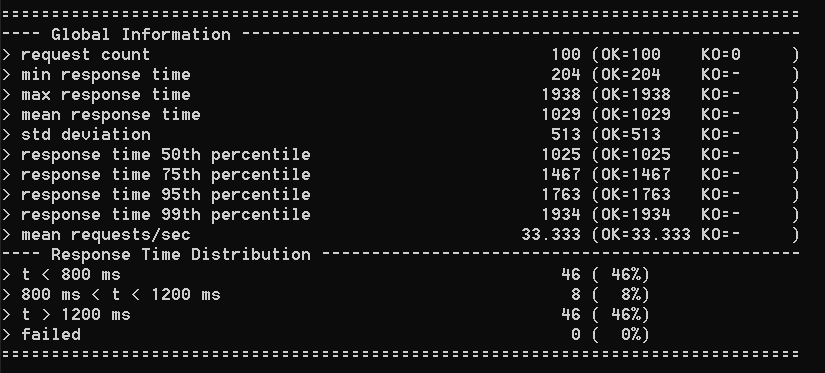 ================================================================================
---- Global Information --------------------------------------------------------
> request count                                        100 (OK=100    KO=0     )
> min response time                                    204 (OK=204    KO=-     )
> max response time                                   1938 (OK=1938   KO=-     )
> mean response time                                  1029 (OK=1029   KO=-     )
> std deviation                                        513 (OK=513    KO=-     )
> response time 50th percentile                       1025 (OK=1025   KO=-     )
> response time 75th percentile                       1467 (OK=1467   KO=-     )
> response time 95th percentile                       1763 (OK=1763   KO=-     )
> response time 99th percentile                       1934 (OK=1934   KO=-     )
> mean requests/sec                                 33.333 (OK=33.333 KO=-     )
---- Response Time Distribution ------------------------------------------------
> t < 800 ms                                            46 ( 46%)
> 800 ms < t < 1200 ms                                   8 (  8%)
> t > 1200 ms                                           46 ( 46%)
> failed                                                 0 (  0%)
================================================================================